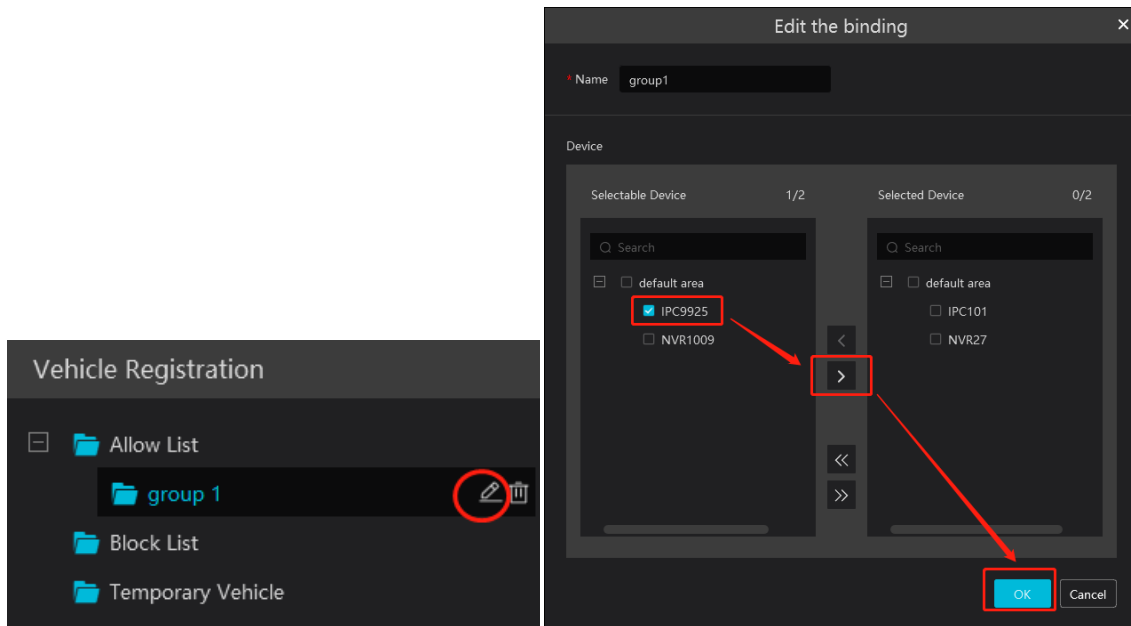 Vehicle Registration
Allow List
group 1
Block List
Temporary Vehicle
Edit the binding
* Name group1
Device
Selectable Device 1/2
Search
default area
IPC9925
NVR1009
Selected Device 0/2
Search
default area
IPC101
NVR27
OK Cancel